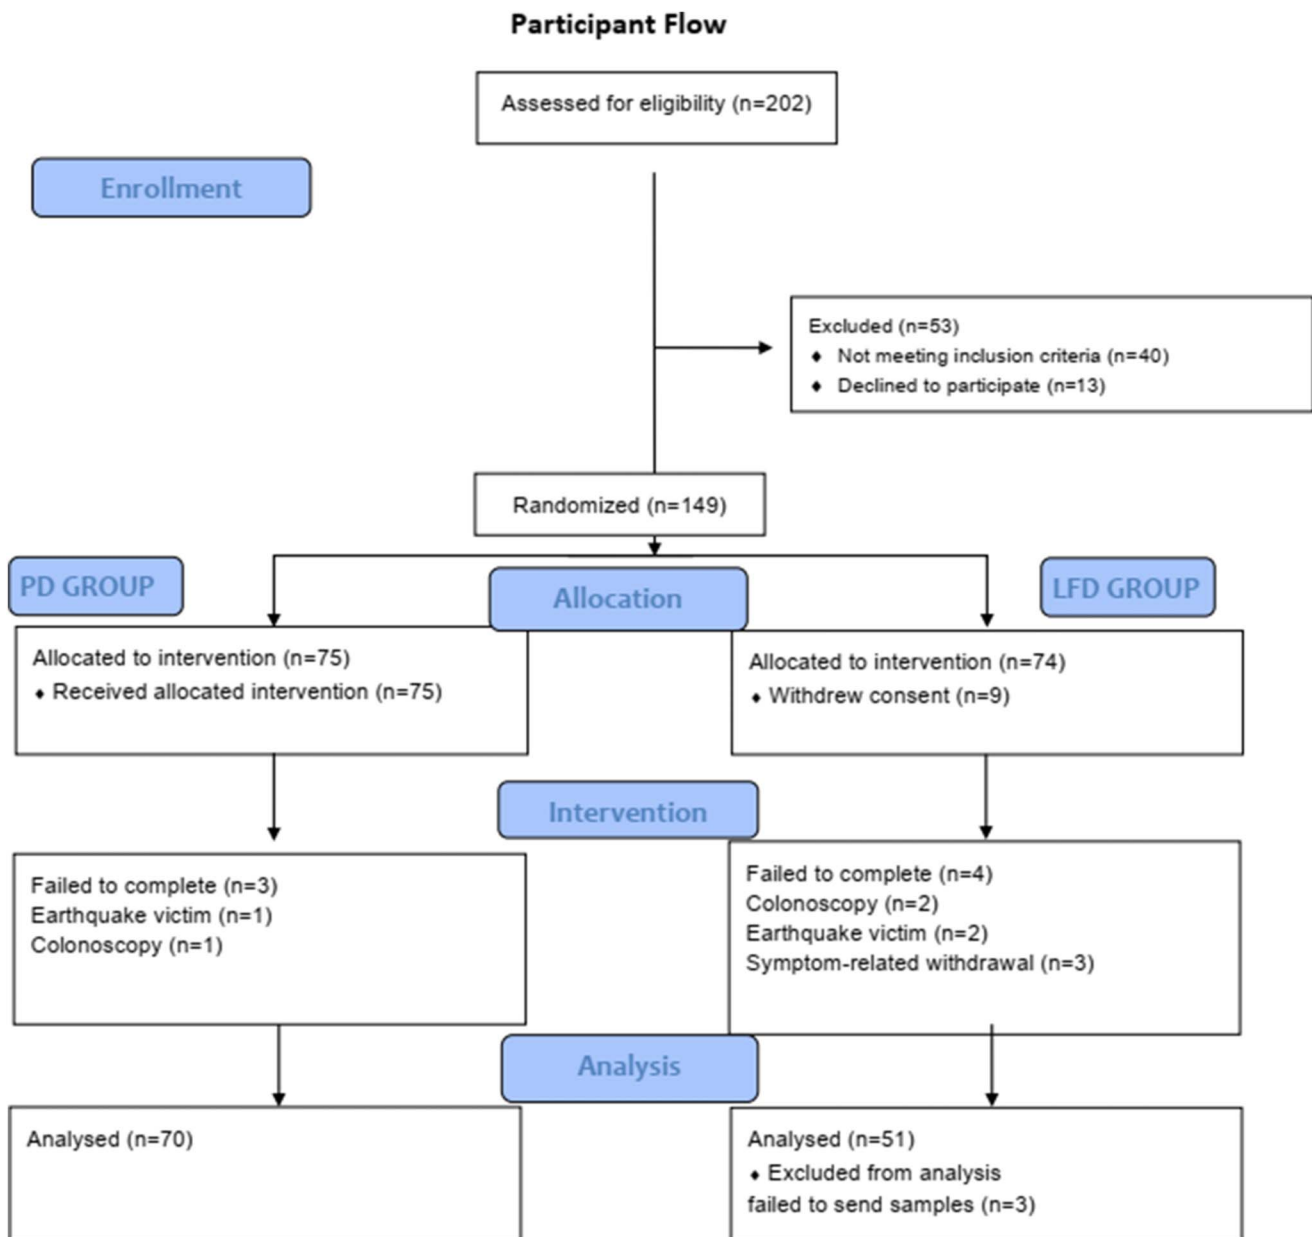 Participant Flow
Assessed for eligibility (n=202)
Enrollment
Excluded (n=53)
♦ Not meeting inclusion criteria (n=40)
♦ Declined to participate (n=13)
Randomized (n=149)
PD GROUP
Allocation
LFD GROUP
Allocated to intervention (n=75)
♦ Received allocated intervention (n=75)
Allocated to intervention (n=74)
♦ Withdrew consent (n=9)
Intervention
Failed to complete (n=3)
Earthquake victim (n=1)
Colonoscopy (n=1)
Failed to complete (n=4)
Colonoscopy (n=2)
Earthquake victim (n=2)
Symptom-related withdrawal (n=3)
Analysis
Analysed (n=70)
Analysed (n=51)
♦ Excluded from analysis
failed to send samples (n=3)